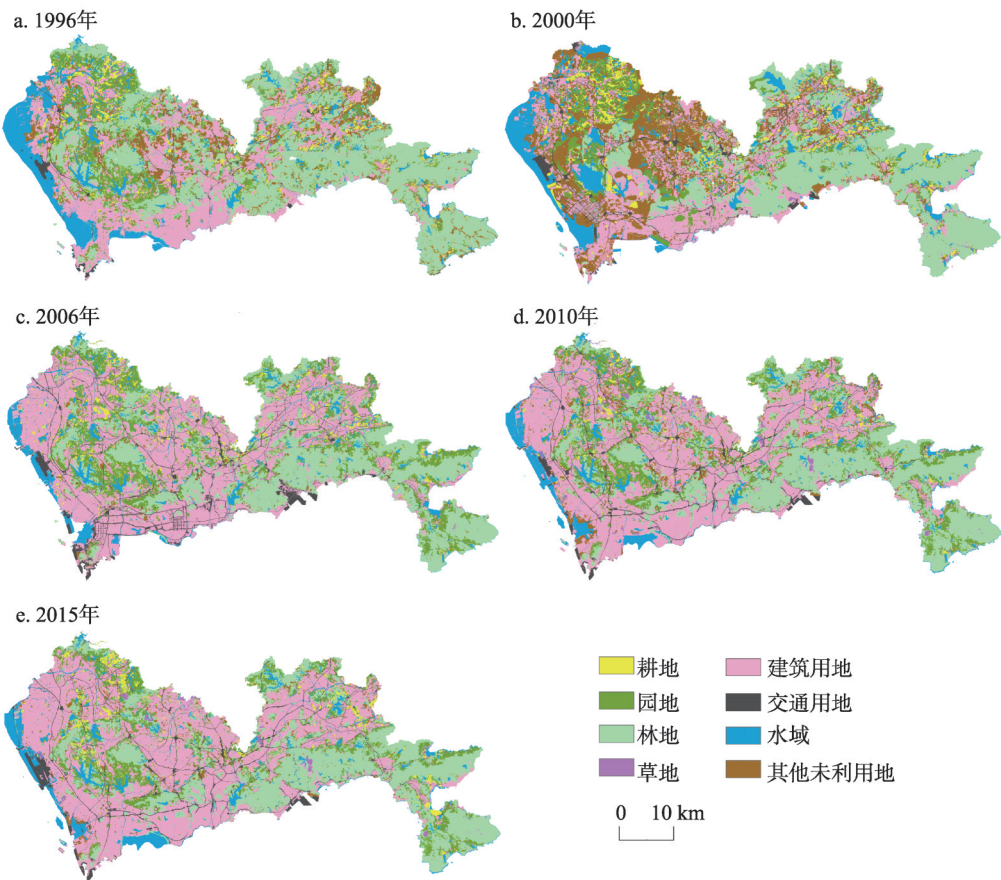 a. 1996年
b. 2000年
c. 2006年
d. 2010年
e. 2015年
耕地
建筑用地
园地
交通用地
林地
水域
草地
其他未利用地
0 10 km